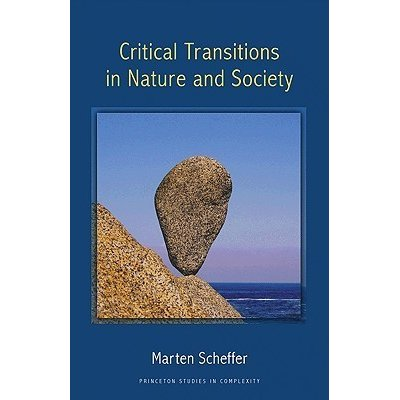 Critical Transitions
in Nature and Society
Marten Scheffer
PRINCETON STUDIES IN COMPLEXITY